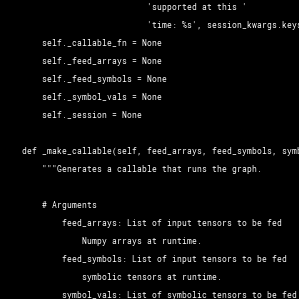 'supported at this '
'time: %s', session_kwargs.keys
self._callable_fn = None
self._feed_arrays = None
self._feed_symbols = None
self._symbol_vals = None
self._session = None
def _make_callable(self, feed_arrays, feed_symbols, symb
"""Generates a callable that runs the graph.
# Arguments
feed_arrays: List of input tensors to be fed
Numpy arrays at runtime.
feed_symbols: List of input tensors to be fed
symbolic tensors at runtime.
symbol_vals: List of symbolic tensors to be fed